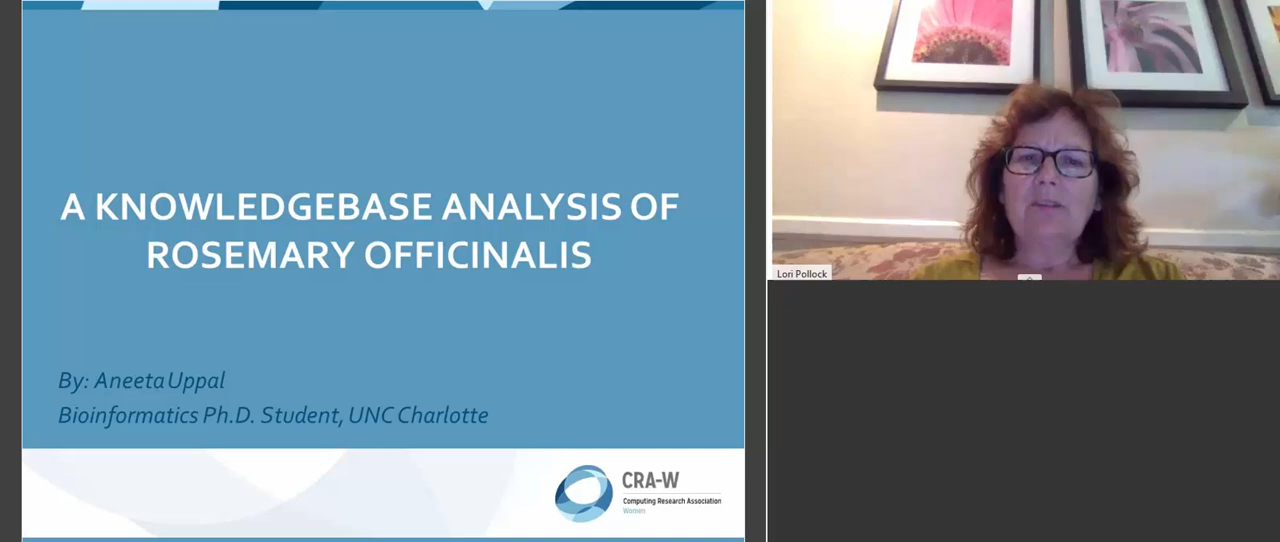 A KNOWLEDGEBASE ANALYSIS OF
ROSEMARY OFFICINALIS
By: Aneeta Uppal
Bioinformatics Ph.D. Student, UNC Charlotte
CRA-W
Computing Research Association
Women
Lori Pollock